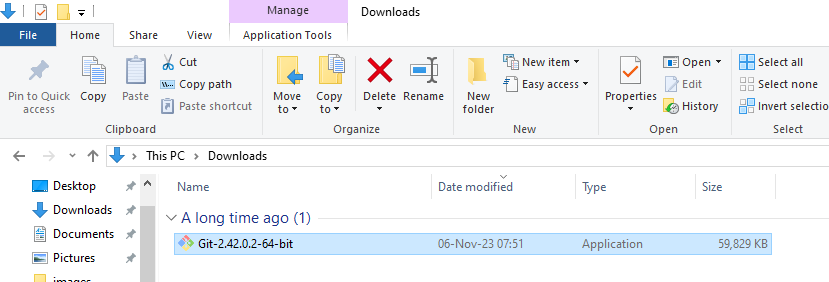 Manage
Downloads
File
Home
Share
View
Application Tools
Pin to Quick
access
Copy
Paste
Cut
Copy path
Paste shortcut
Clipboard
Move
to
Copy
to
Delete
Rename
Organize
New
folder
New item
Easy access
New
Properties
Open
Edit
History
Open
Select all
Select none
Invert selectio
Select
This PC
Downloads
Desktop
Downloads
Documents
Pictures
images
Name
Date modified
Type
Size
A long time ago (1)
Git-2.42.0.2-64-bit
06-Nov-23 07:51
Application
59,829 KB